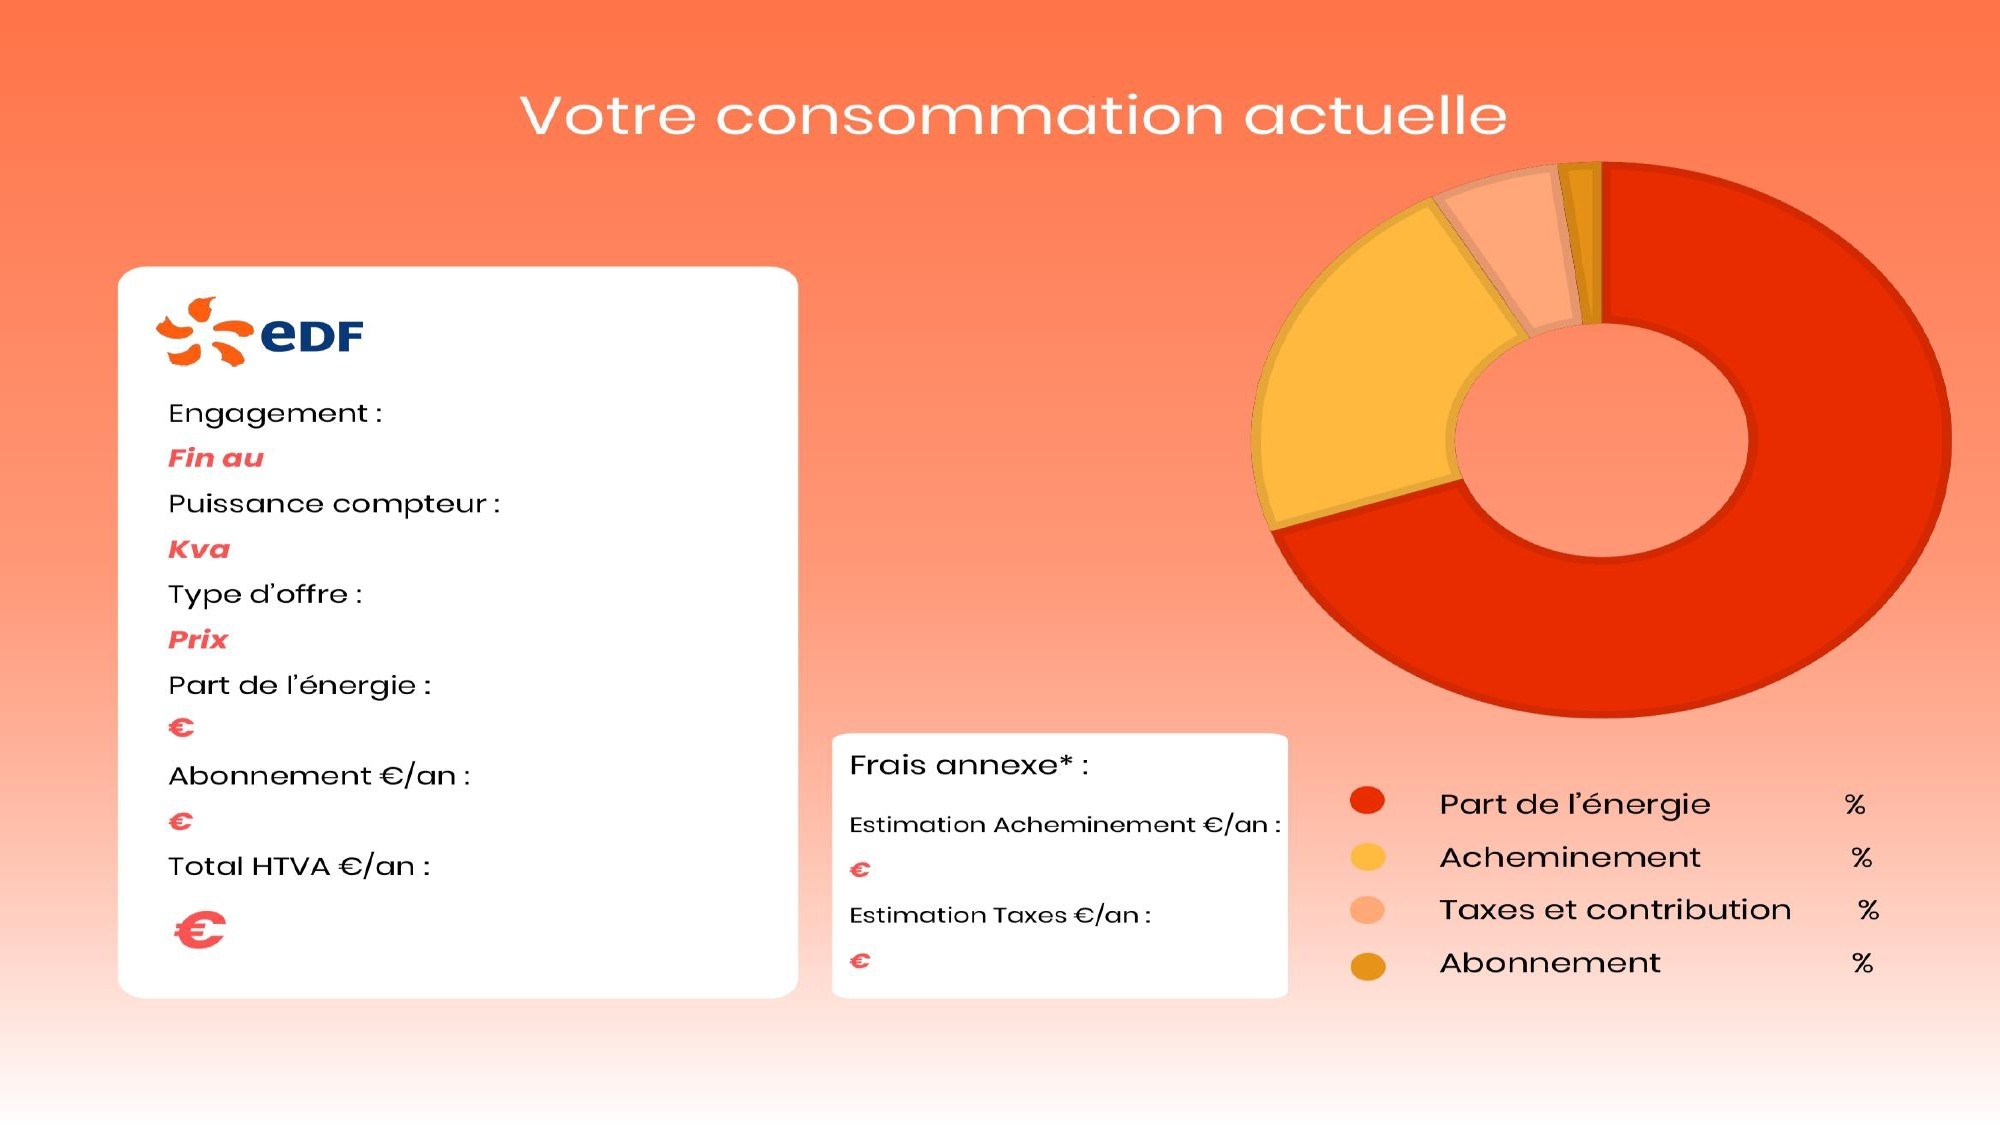 Votre consommation actuelle
eDF
Engagement :
Fin au
Puissance compteur :
Kva
Type d’offre :
Prix
Part de l’énergie :
€
Abonnement €/an :
€
Total HTVA €/an :
€
Frais annexe* :
Estimation Acheminement €/an :
€
Estimation Taxes €/an :
€
Part de l’énergie %
Acheminement %
Taxes et contribution %
Abonnement %